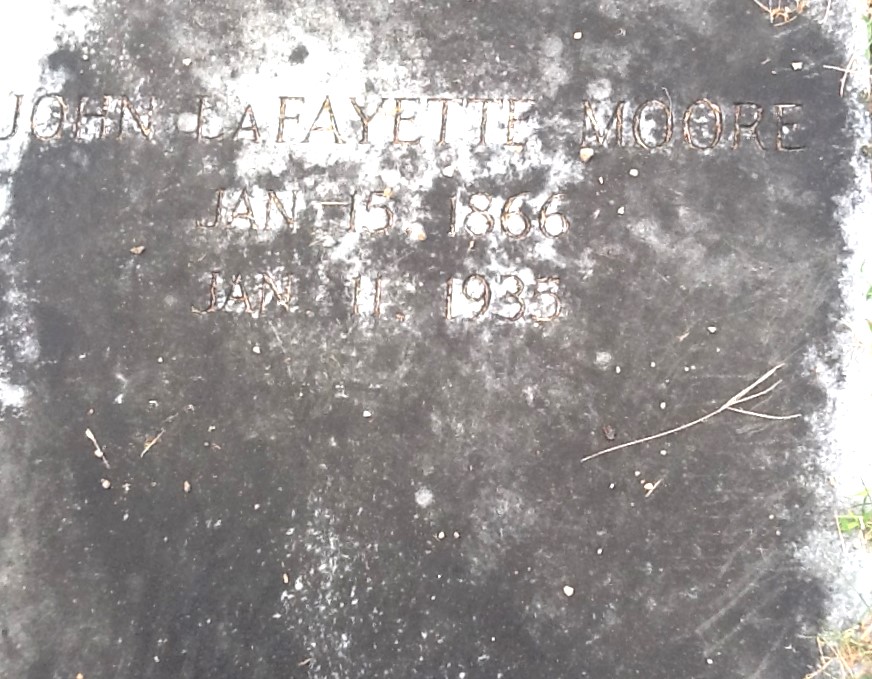 JOHN LAFAYETTE MOORE
JAN 15, 1866
JAN. 11, 1935